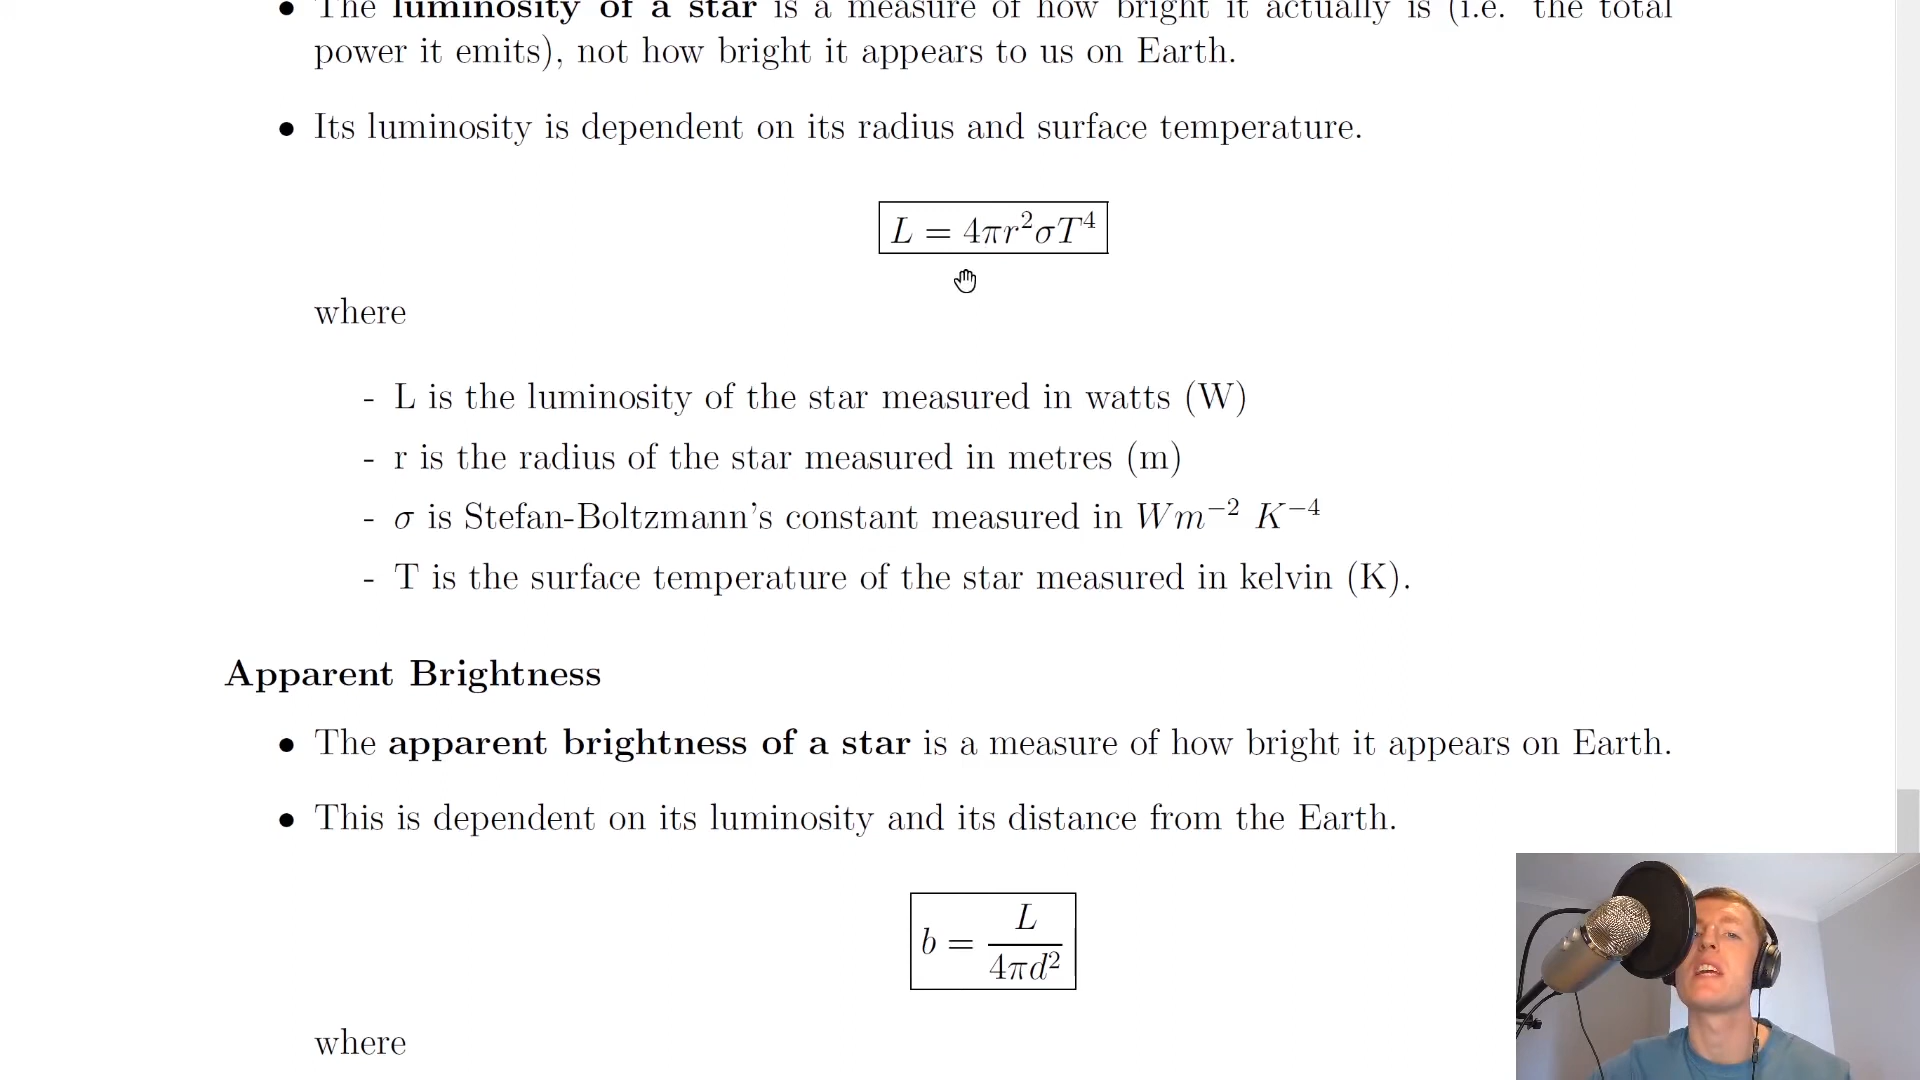 • The luminosity of a star is a measure of how bright it actually is (i.e. the total
power it emits), not how bright it appears to us on Earth.
• Its luminosity is dependent on its radius and surface temperature.
L = 4πr²σT⁴
where
- L is the luminosity of the star measured in watts (W)
- r is the radius of the star measured in metres (m)
- σ is Stefan-Boltzmann's constant measured in Wm⁻² K⁻⁴
- T is the surface temperature of the star measured in kelvin (K).
Apparent Brightness
• The apparent brightness of a star is a measure of how bright it appears on Earth.
• This is dependent on its luminosity and its distance from the Earth.
b = L / 4πd²
where